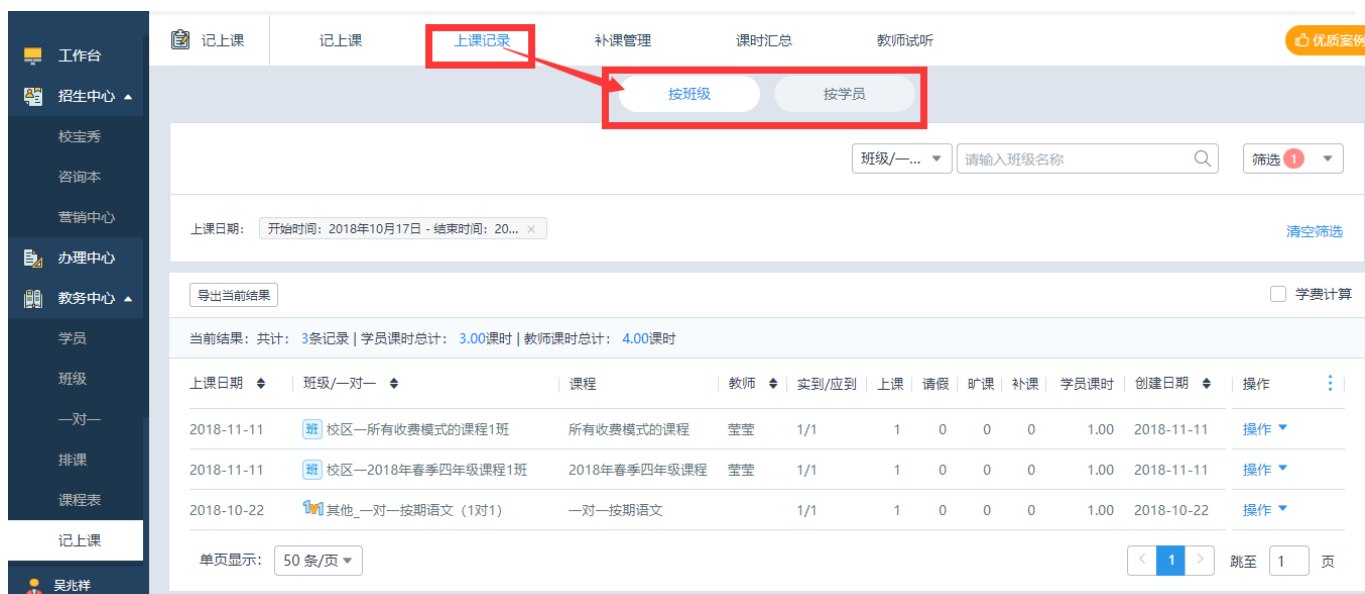 工作台
招生中心
校宝秀
咨询本
营销中心
办理中心
教务中心
学员
班级
一对一
排课
课程表
记上课
吴兆祥
记上课 记上课 上课记录 补课管理 课时汇总 教师试听 优质案例
按班级 按学员
班级/一... 请输入班级名称 筛选 1
上课日期: 开始时间：2018年10月17日 - 结束时间：20... × 清空筛选
导出当前结果 学费计算
当前结果：共计： 3条记录 | 学员课时总计： 3.00课时 | 教师课时总计： 4.00课时
上课日期 班级/一对一 课程 教师 实到/应到 上课 请假 旷课 补课 学员课时 创建日期 操作
2018-11-11 班 校区一所有收费模式的课程1班 所有收费模式的课程 莹莹 1/1 1 0 0 0 1.00 2018-11-11 操作
2018-11-11 班 校区一2018年春季四年级课程1班 2018年春季四年级课程 莹莹 1/1 1 0 0 0 1.00 2018-11-11 操作
2018-10-22 1v1 其他_一对一按期语文（1对1） 一对一按期语文 1/1 1 0 0 0 1.00 2018-10-22 操作
单页显示： 50 条/页 < 1 > 跳至 1 页